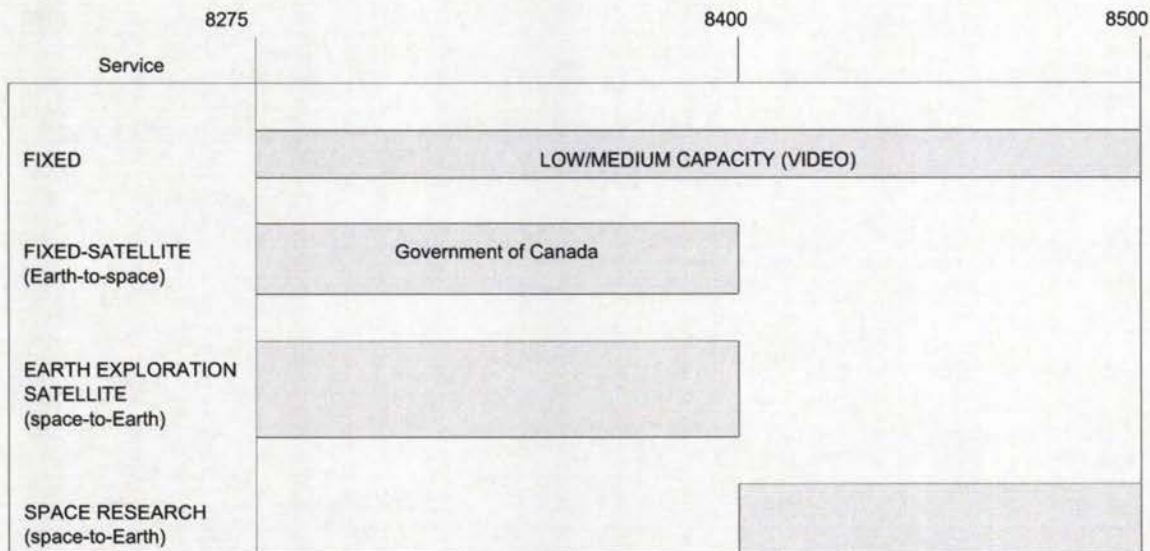 8275 8400 8500
Service
FIXED LOW/MEDIUM CAPACITY (VIDEO)
FIXED-SATELLITE
(Earth-to-space)
Government of Canada
EARTH EXPLORATION
SATELLITE
(space-to-Earth)
SPACE RESEARCH
(space-to-Earth)